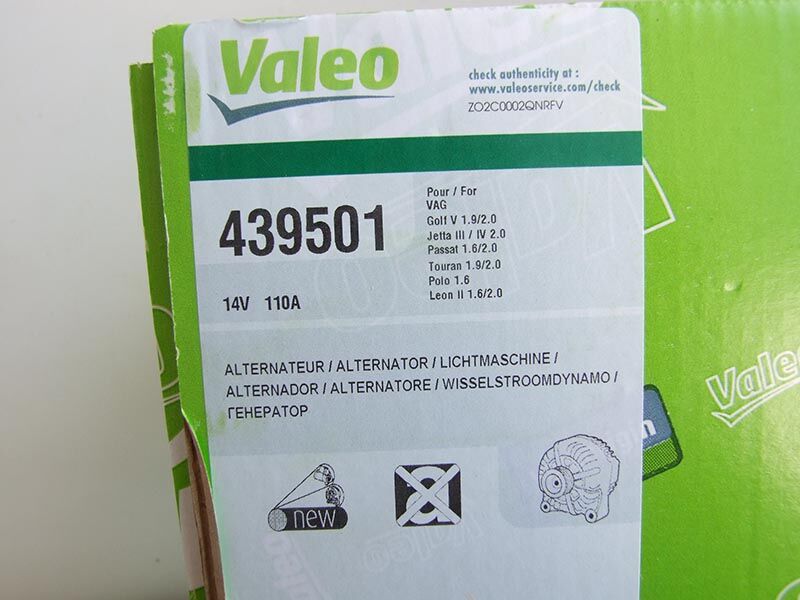 Valeo
check authenticity at :
www.valeoservice.com/check
ZO2C0002QNRFV
439501
14V 110A
Pour / For
VAG
Golf V 1.9/2.0
Jetta III / IV 2.0
Passat 1.6/2.0
Touran 1.9/2.0
Polo 1.6
Leon II 1.6/2.0
ALTERNATEUR / ALTERNATOR / LICHTMASCHINE /
ALTERNADOR / ALTERNATORE / WISSELSTROOMDYNAMO /
ГЕНЕРАТОР
new
a
Valeo